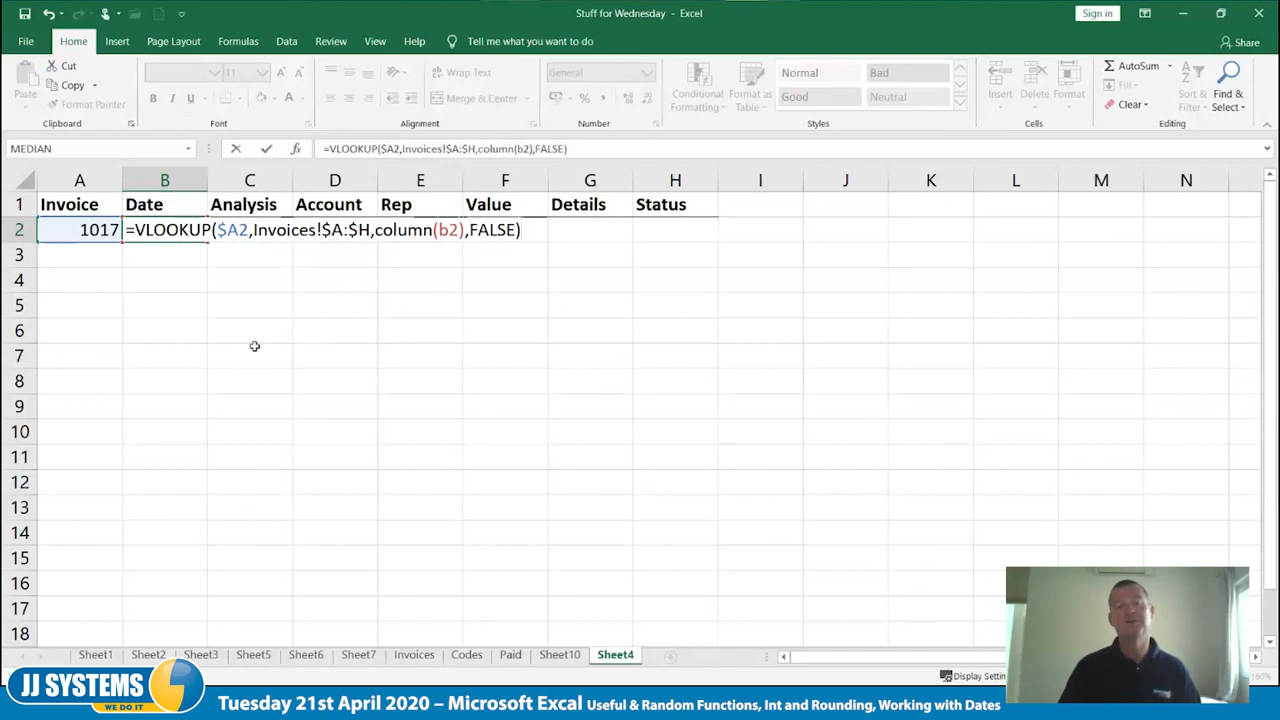 Stuff for Wednesday - Excel
Sign in
File Home Insert Page Layout Formulas Data Review View Help Tell me what you want to do Share
Paste
Cut
Copy
Format Painter
Clipboard
11
Font
Wrap Text
Merge & Center
Alignment
General
Number
Conditional Formatting
Format as Table
Normal Bad
Good Neutral
Styles
Insert Delete Format
Cells
AutoSum
Fill
Clear
Sort & Filter
Find & Select
Editing
MEDIAN
=VLOOKUP($A2,Invoices!$A:$H,column(b2),FALSE)
A B C D E F G H I J K L M N
1 Invoice Date Analysis Account Rep Value Details Status
2 1017 =VLOOKUP($A2,Invoices!$A:$H,column(b2),FALSE)
3
4
5
6
7
8
9
10
11
12
13
14
15
16
17
18
Sheet1 Sheet2 Sheet3 Sheet5 Sheet6 Sheet7 Invoices Codes Paid Sheet10 Sheet4
Display Settin
160%
JJ SYSTEMS
WE DO IT
Tuesday 21st April 2020 – Microsoft Excal Useful & Random Functions, Int and Rounding, Working with Dates